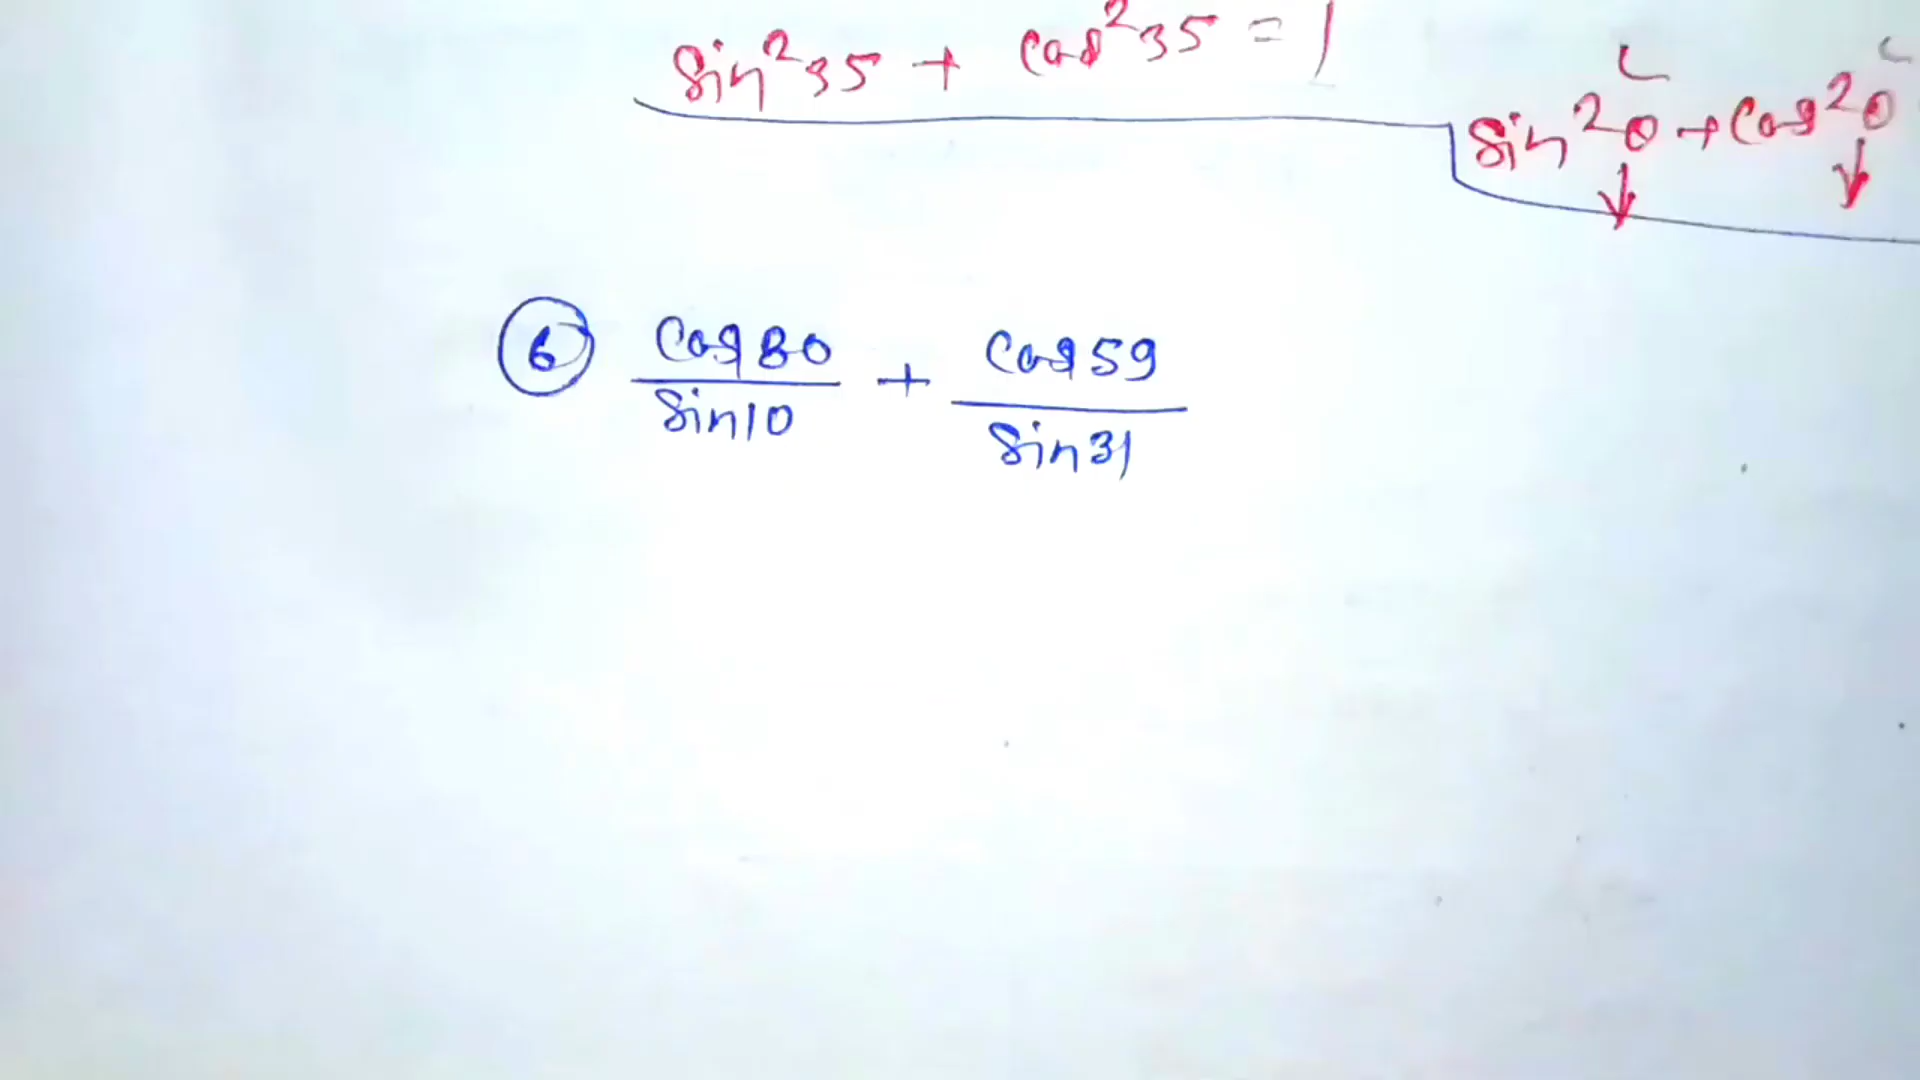 sin²35 + cos²35 = 1
sin²θ + cos²θ
6 cos80/sin10 + cos59/sin31